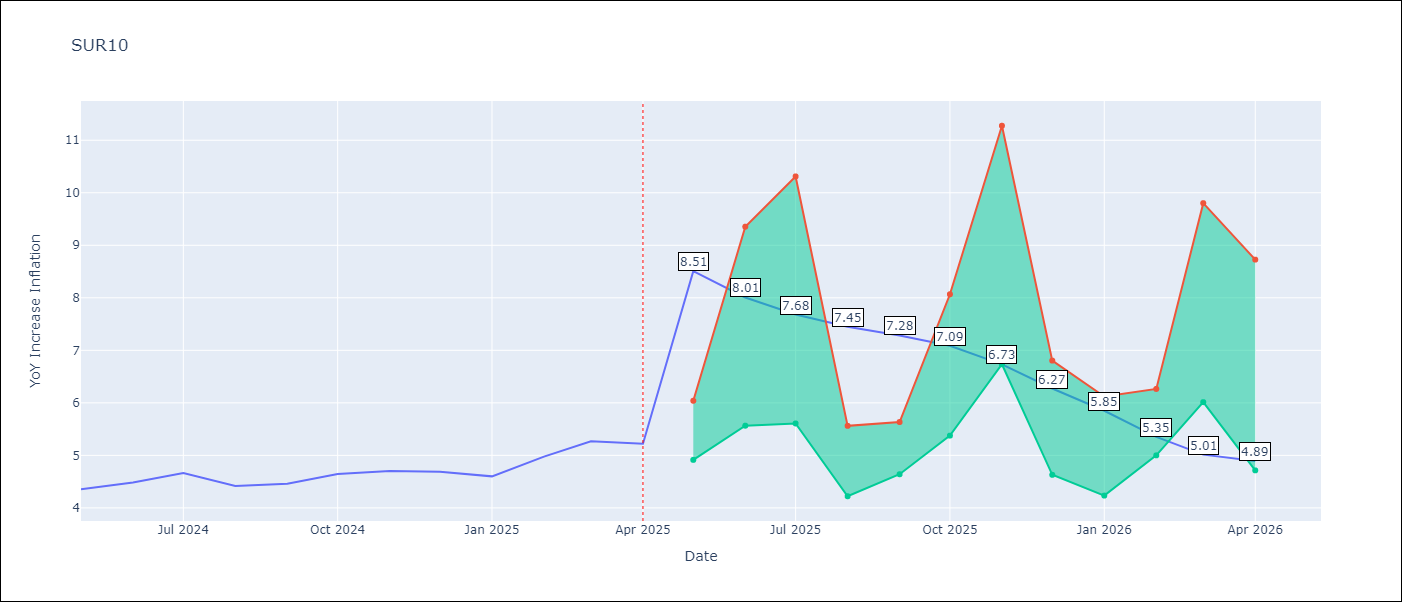 SUR10
YoY Increase Inflation
11
10
9
8
7
6
5
4
8.51
8.01
7.68
7.45
7.28
7.09
6.73
6.27
5.85
5.35
5.01
4.89
Jul 2024
Oct 2024
Jan 2025
Apr 2025
Jul 2025
Oct 2025
Jan 2026
Apr 2026
Date